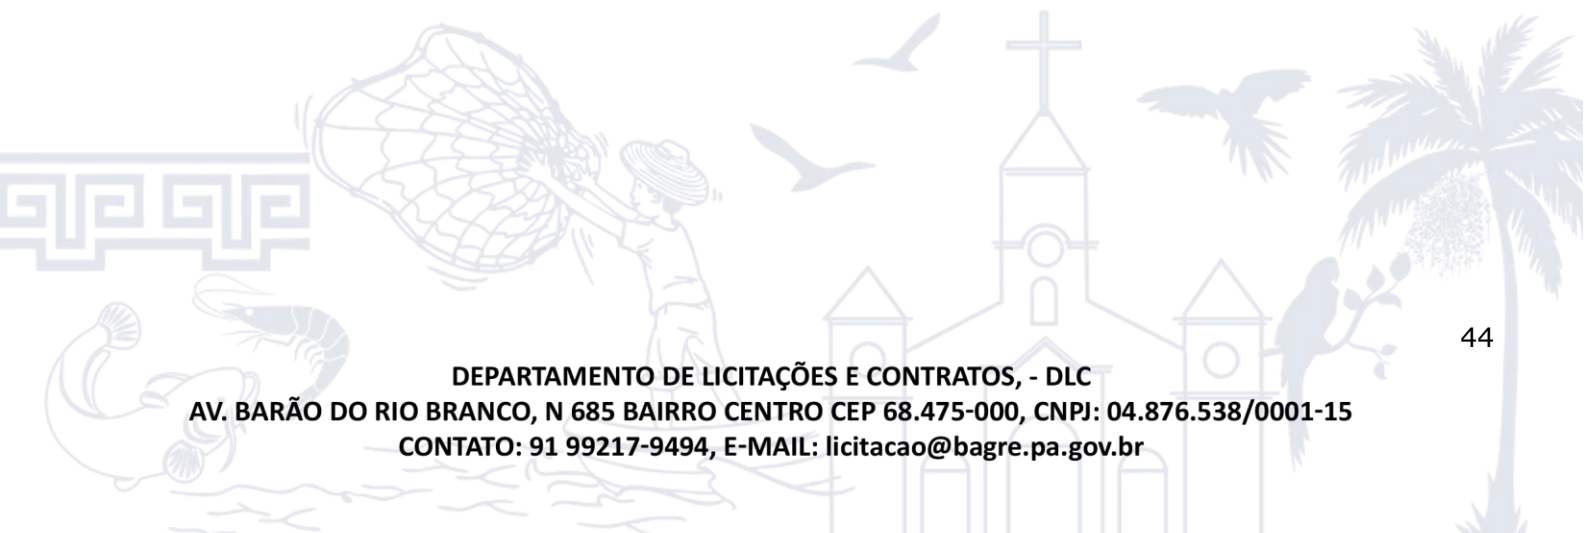 44
DEPARTAMENTO DE LICITAÇÕES E CONTRATOS, - DLC
AV. BARÃO DO RIO BRANCO, N 685 BAIRRO CENTRO CEP 68.475-000, CNPJ: 04.876.538/0001-15
CONTATO: 91 99217-9494, E-MAIL: licitacao@bagre.pa.gov.br